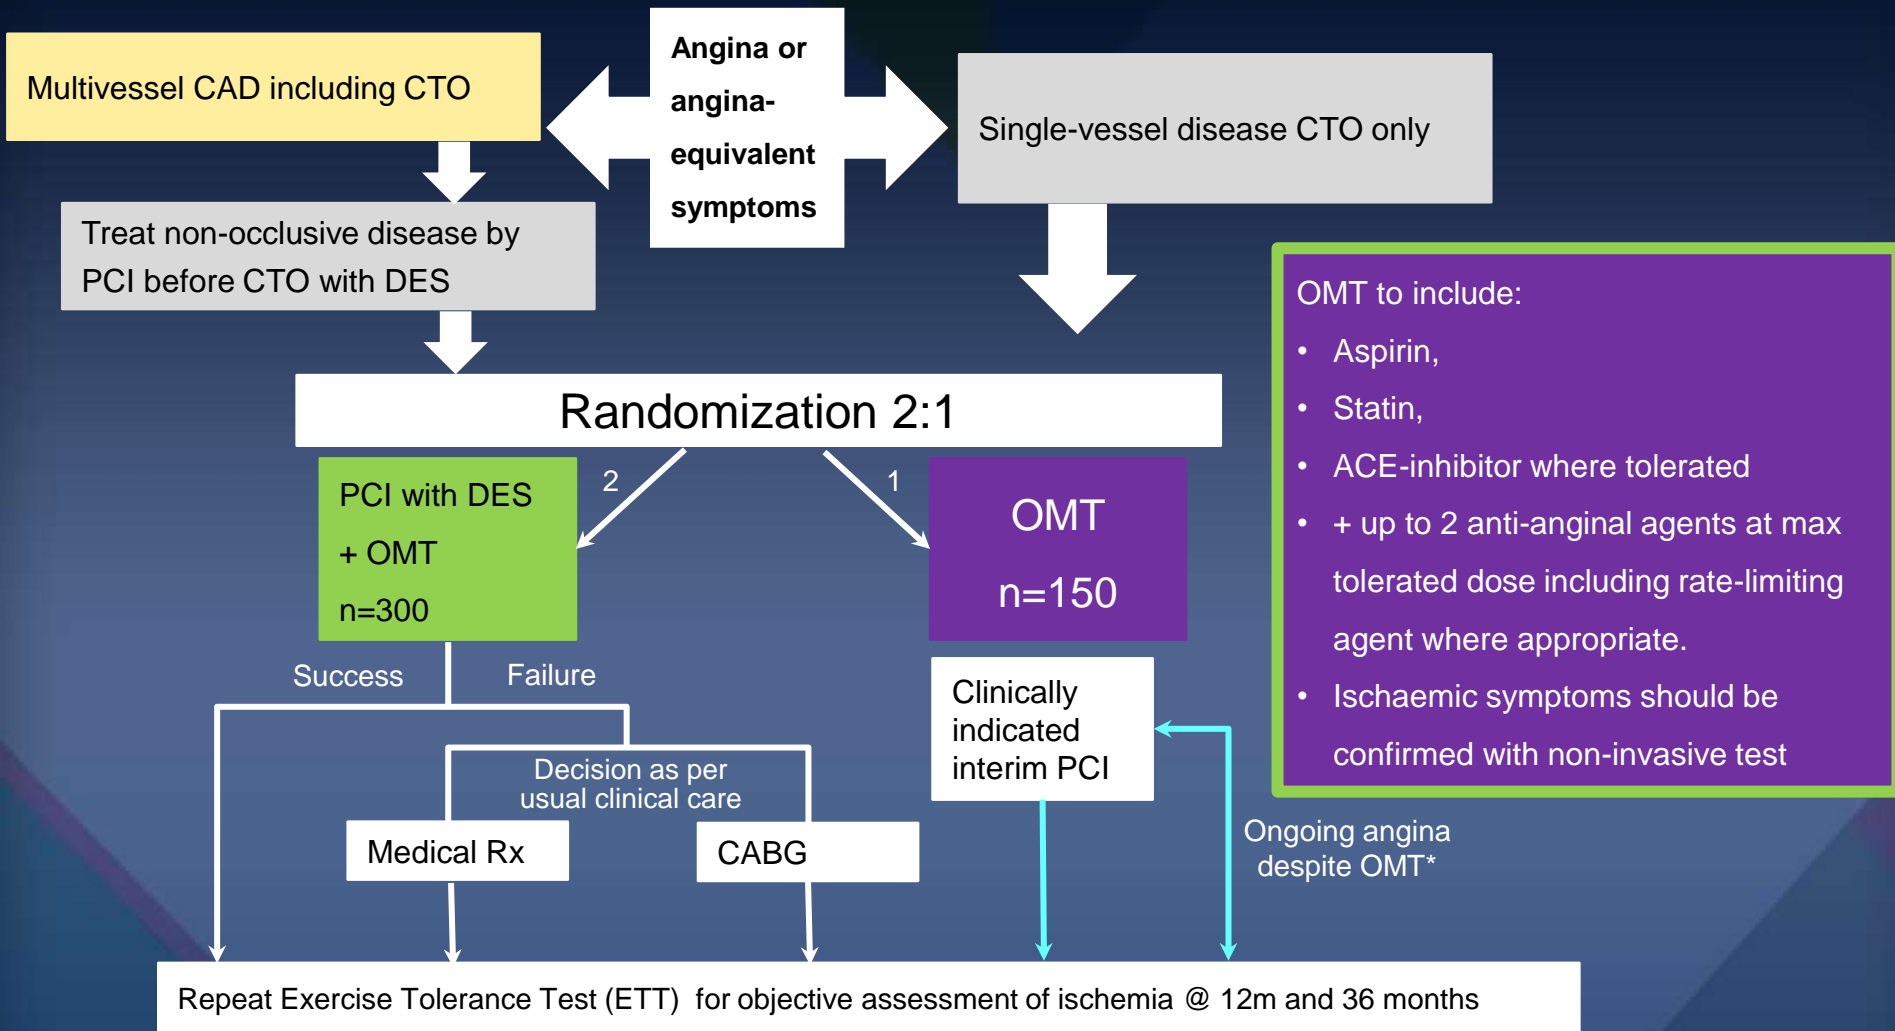 Multivessel CAD including CTO
Angina or
angina-
equivalent
symptoms
Single-vessel disease CTO only
Treat non-occlusive disease by
PCI before CTO with DES
Randomization 2:1
2
1
PCI with DES
+ OMT
n=300
OMT
n=150
OMT to include:
• Aspirin,
• Statin,
• ACE-inhibitor where tolerated
• + up to 2 anti-anginal agents at max
tolerated dose including rate-limiting
agent where appropriate.
• Ischaemic symptoms should be
confirmed with non-invasive test
Success
Failure
Decision as per
usual clinical care
Medical Rx
CABG
Clinically
indicated
interim PCI
Ongoing angina
despite OMT*
Repeat Exercise Tolerance Test (ETT) for objective assessment of ischemia @ 12m and 36 months